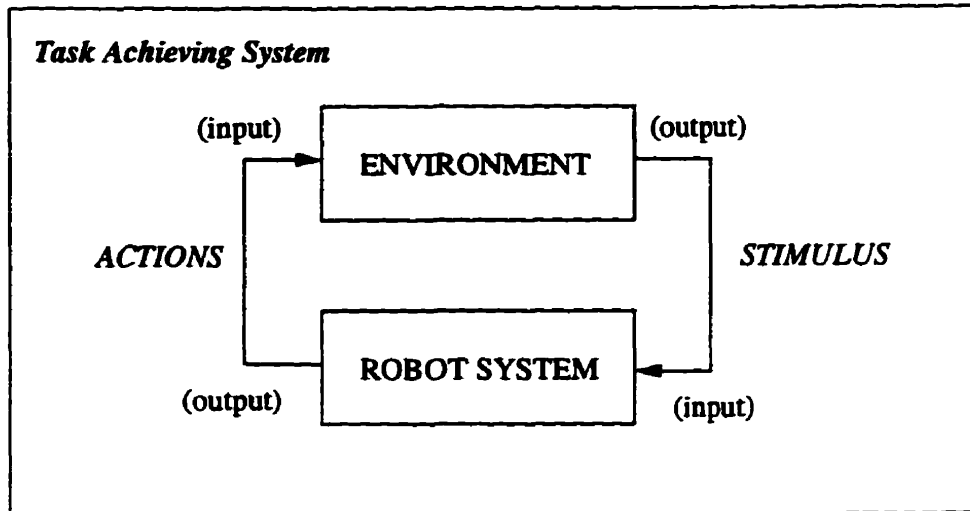 Task Achieving System
(input)
(output)
ENVIRONMENT
ACTIONS
STIMULUS
ROBOT SYSTEM
(output)
(input)